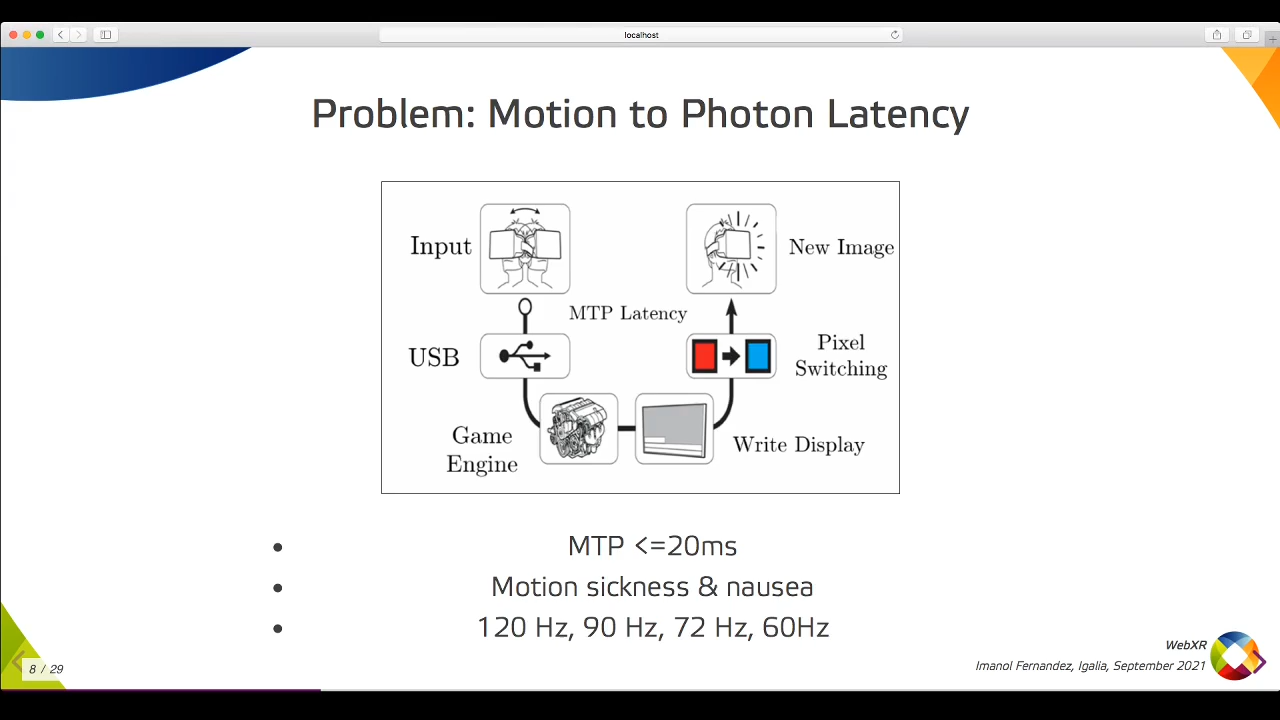 localhost
Problem: Motion to Photon Latency
Input
New Image
MTP Latency
USB
Pixel
Switching
Game
Engine
Write Display
• MTP <=20ms
• Motion sickness & nausea
• 120 Hz, 90 Hz, 72 Hz, 60Hz
WebXR
8 / 29
Imanol Fernandez, Igalia, September 2021